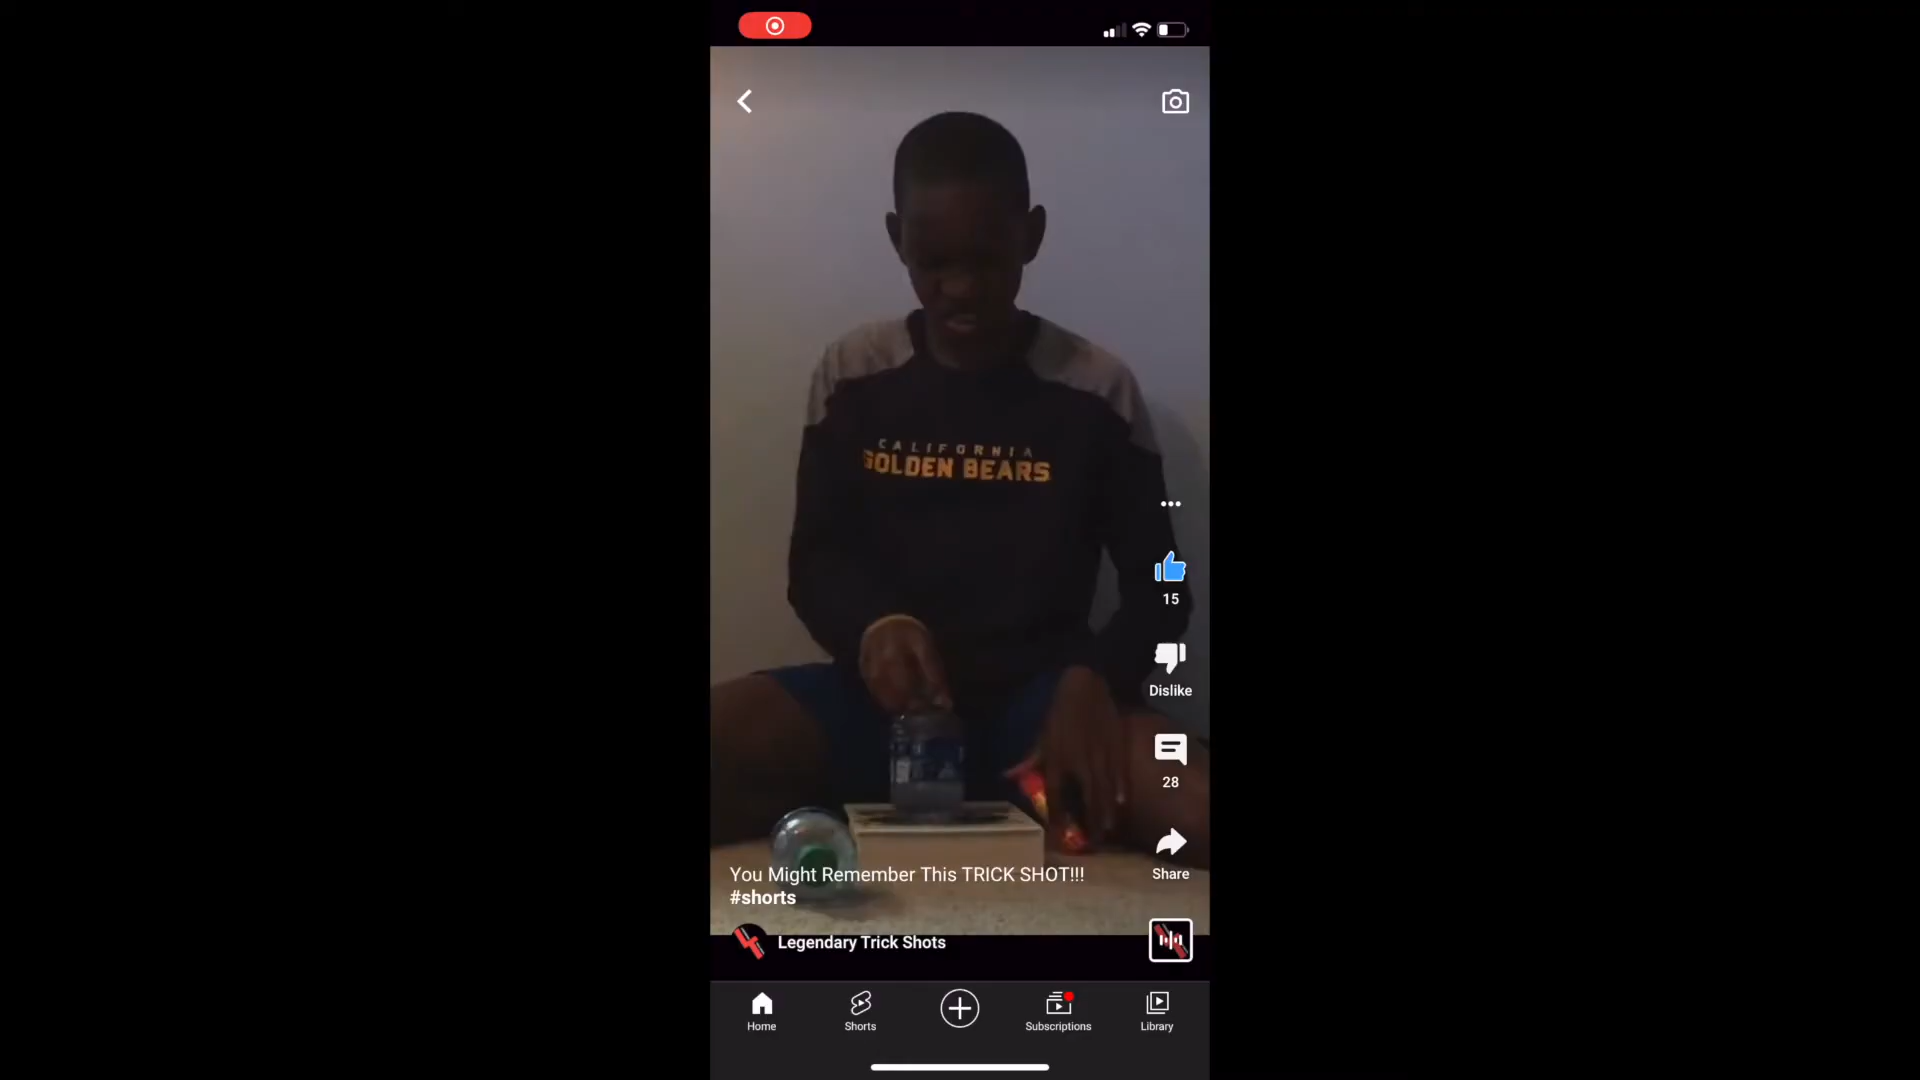 CALIFORNIA
GOLDEN BEARS
15
Dislike
28
Share
You Might Remember This TRICK SHOT!!!
#shorts
Legendary Trick Shots
Home
Shorts
Subscriptions
Library